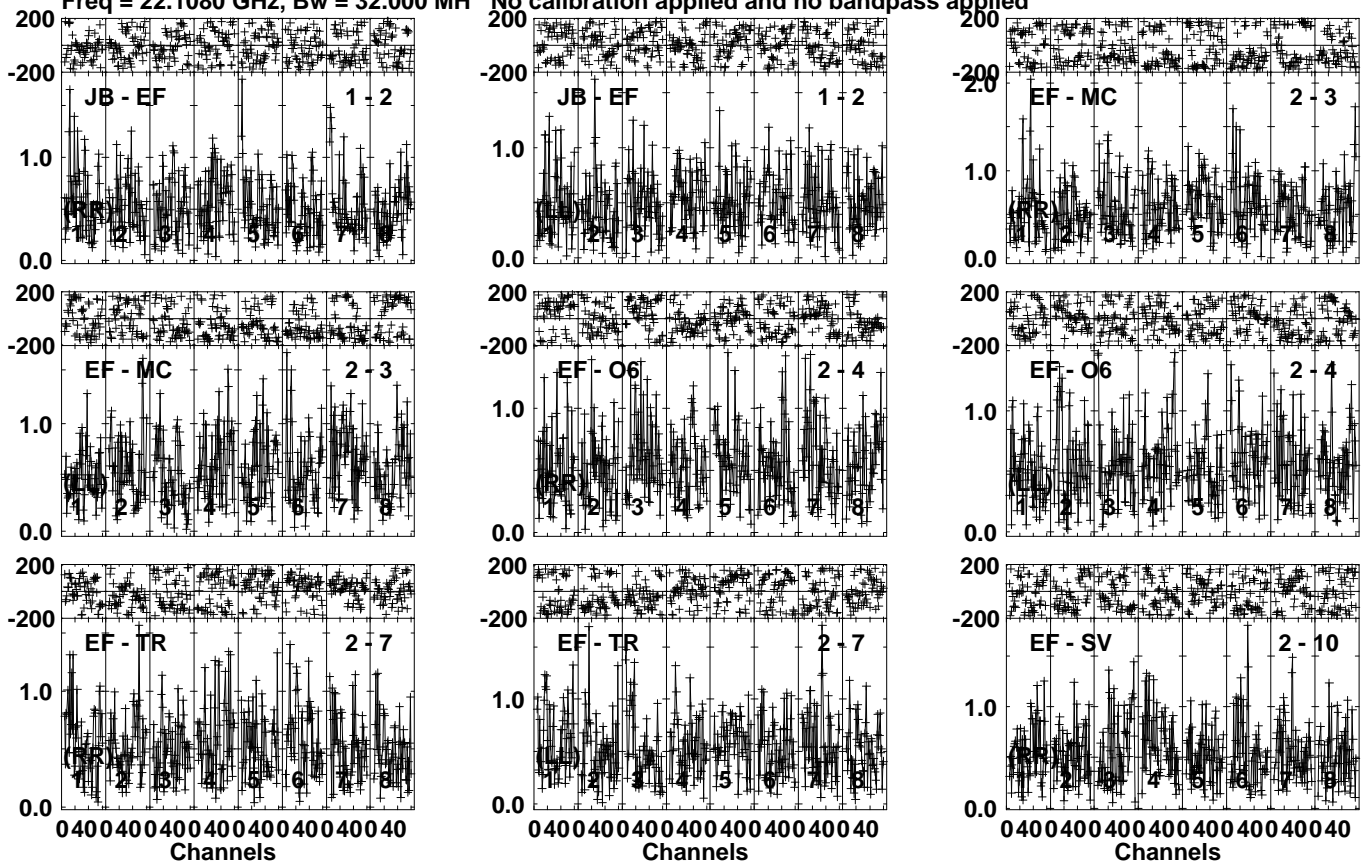 Freq = 22.1080 GHz, Bw = 32.000 MH No calibration applied and no bandpass applied
200
-200
JB - EF 1 - 2
1.0
(RR)
1 2 3 4 5 6 7 8
0.0
200
-200
JB - EF 1 - 2
1.0
(LL)
1 2 3 4 5 6 7 8
0.0
200
-200
2.0
EF - MC 2 - 3
1.0
(RR)
1 2 3 4 5 6 7 8
0.0
200
-200
EF - MC 2 - 3
1.0
(LL)
1 2 3 4 5 6 7 8
0.0
200
-200
EF - O6 2 - 4
1.0
(RR)
1 2 3 4 5 6 7 8
0.0
200
-200
EF - O6 2 - 4
1.0
(LL)
1 2 3 4 5 6 7 8
0.0
200
-200
EF - TR 2 - 7
1.0
(RR)
1 2 3 4 5 6 7 8
0.0
0 40 0 40 0 40 0 40 0 40 0 40 0 40 0 40
Channels
200
-200
EF - TR 2 - 7
1.0
(LL)
1 2 3 4 5 6 7 8
0.0
0 40 0 40 0 40 0 40 0 40 0 40 0 40 0 40
Channels
200
-200
EF - SV 2 - 10
1.0
(RR)
1 2 3 4 5 6 7 8
0.0
0 40 0 40 0 40 0 40 0 40 0 40 0 40 0 40
Channels